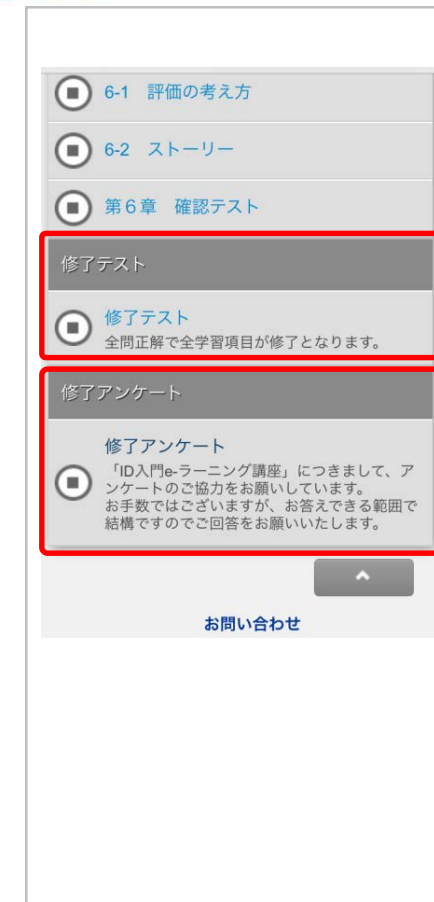 6-1 評価の考え方
6-2 ストーリー
第6章 確認テスト
修了テスト
修了テスト
全問正解で全学習項目が修了となります。
修了アンケート
修了アンケート
「ID入門e-ラーニング講座」につきまして、ア
ンケートのご協力をお願いしています。
お手数ではございますが、お答えできる範囲で
結構ですのでご回答をお願いいたします。
お問い合わせ